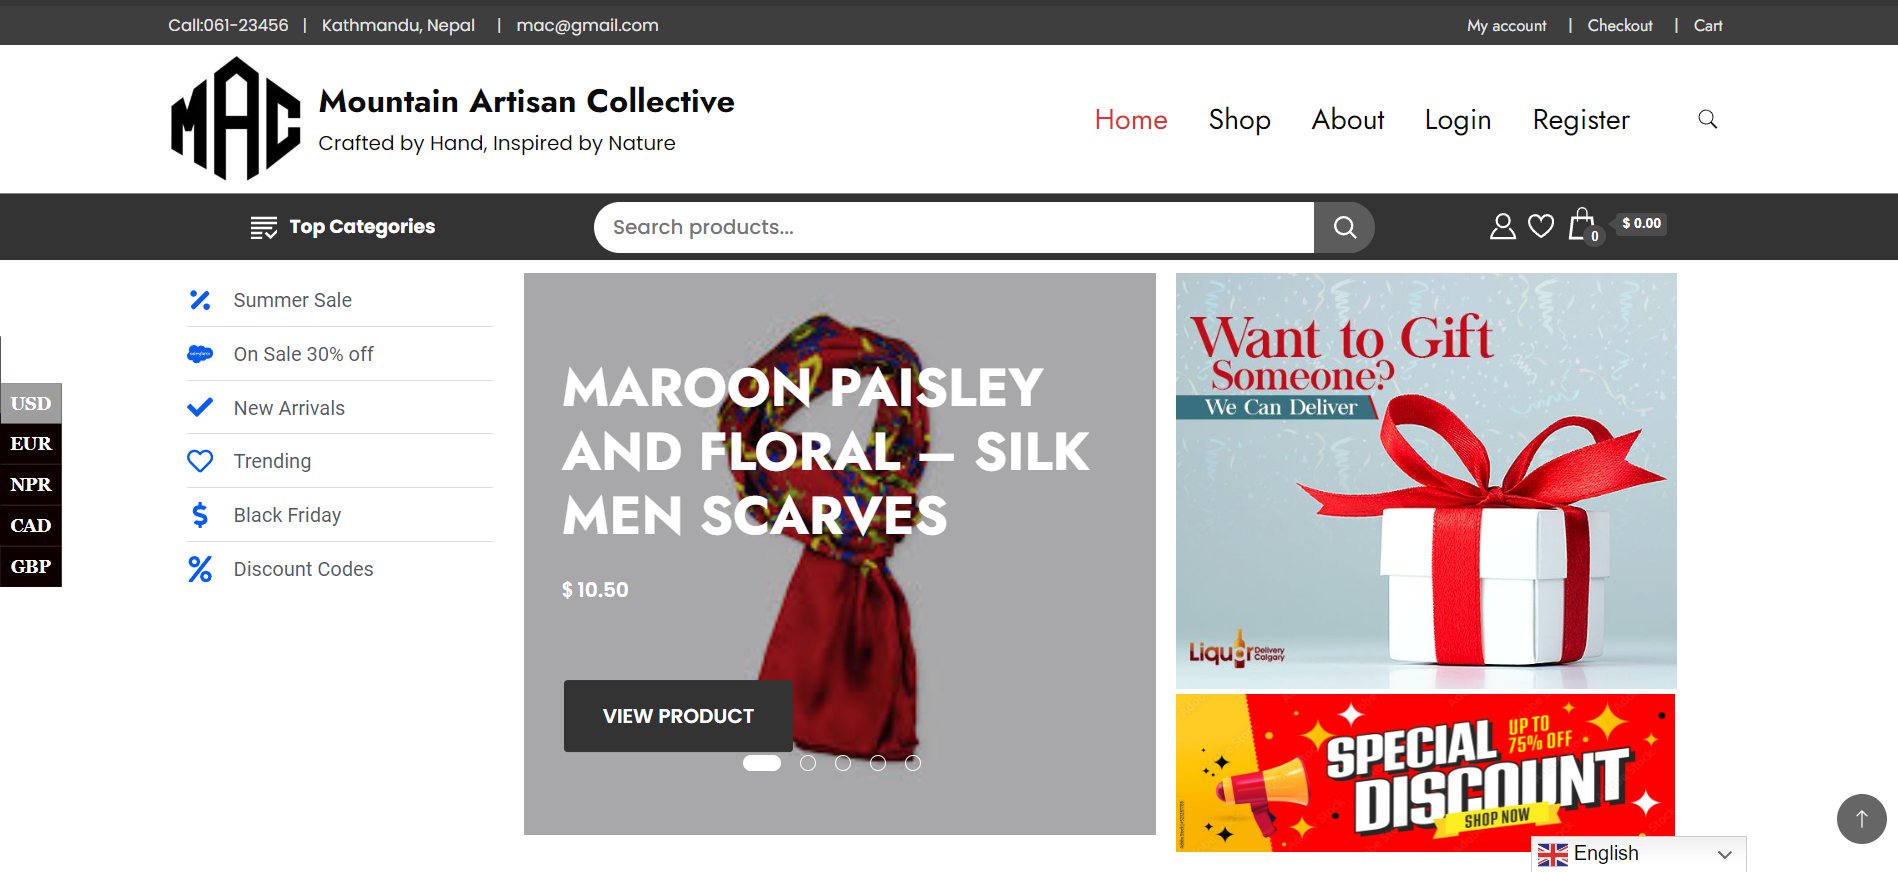 Call:061-23456 | Kathmandu, Nepal | mac@gmail.com
My account | Checkout | Cart
MAC
Mountain Artisan Collective
Crafted by Hand, Inspired by Nature
Home Shop About Login Register
Top Categories
Search products...
0
$ 0.00
USD
EUR
NPR
CAD
GBP
Summer Sale
On Sale 30% off
New Arrivals
Trending
Black Friday
Discount Codes
MAROON PAISLEY
AND FLORAL – SILK
MEN SCARVES
$ 10.50
VIEW PRODUCT
Want to Gift
Someone?
We Can Deliver
Liquor Delivery
Calgary
SPECIAL
UP TO
75% OFF
DISCOUNT
SHOP NOW
English